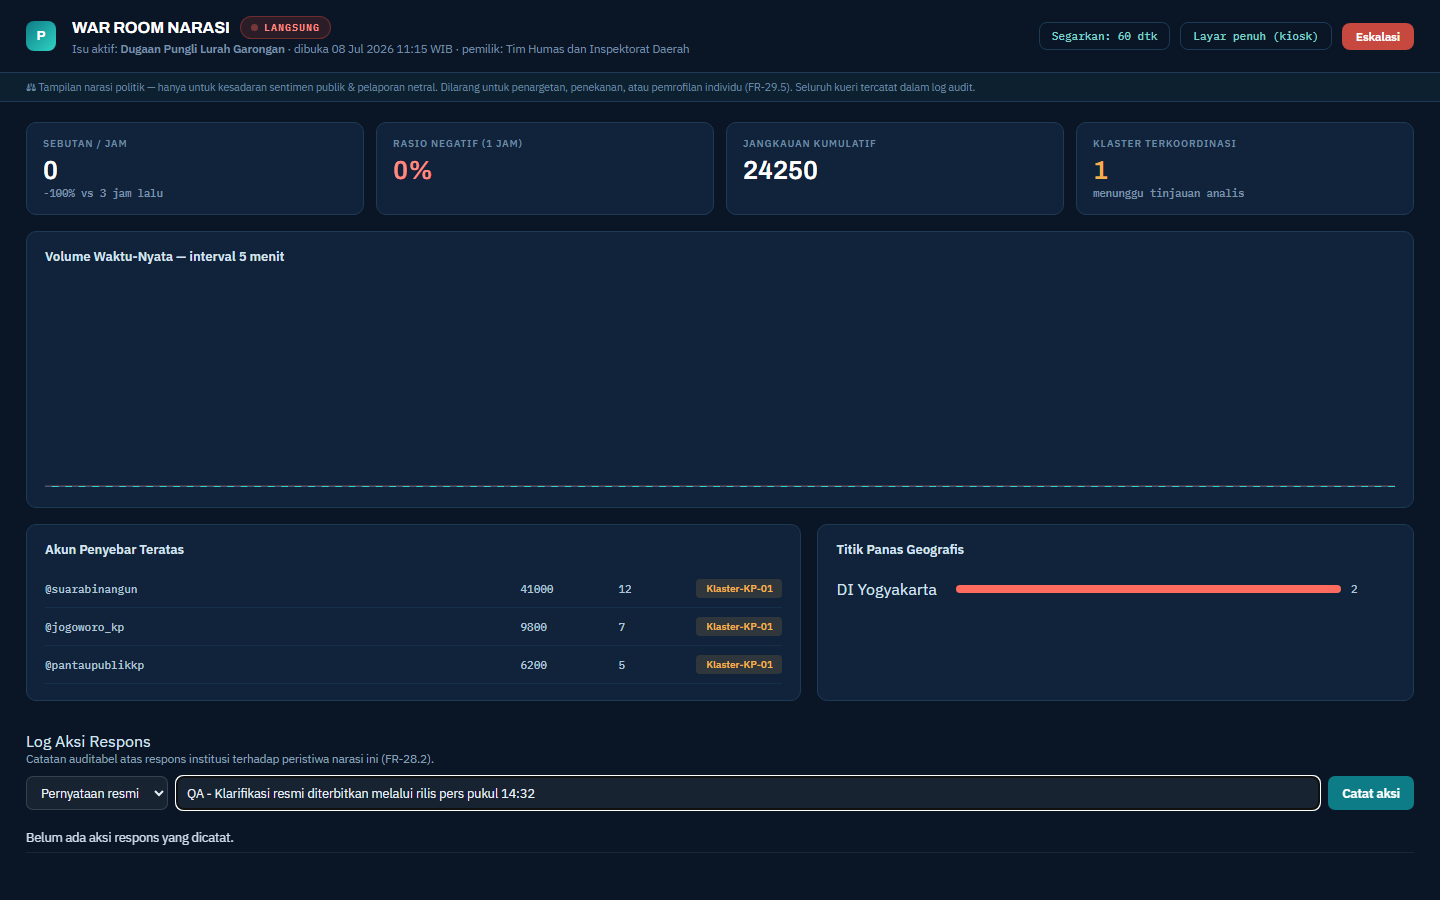 P
WAR ROOM NARASI
LANGSUNG
Isu aktif: Dugaan Pungli Lurah Garongan · dibuka 08 Jul 2026 11:15 WIB · pemilik: Tim Humas dan Inspektorat Daerah
Segarkan: 60 dtk
Layar penuh (kiosk)
Eskalasi
⚖ Tampilan narasi politik — hanya untuk kesadaran sentimen publik & pelaporan netral. Dilarang untuk penargetan, penekanan, atau pemrofilan individu (FR-29.5). Seluruh kueri tercatat dalam log audit.
SEBUTAN / JAM
0
-100% vs 3 jam lalu
RASIO NEGATIF (1 JAM)
0%
JANGKAUAN KUMULATIF
24250
KLASTER TERKOORDINASI
1
menunggu tinjauan analis
Volume Waktu-Nyata — interval 5 menit
Akun Penyebar Teratas
@suarabinangun 41000 12 Klaster-KP-01
@jogoworo_kp 9800 7 Klaster-KP-01
@pantaupublikkp 6200 5 Klaster-KP-01
Titik Panas Geografis
DI Yogyakarta 2
Log Aksi Respons
Catatan auditabel atas respons institusi terhadap peristiwa narasi ini (FR-28.2).
Pernyataan resmi
QA - Klarifikasi resmi diterbitkan melalui rilis pers pukul 14:32
Catat aksi
Belum ada aksi respons yang dicatat.